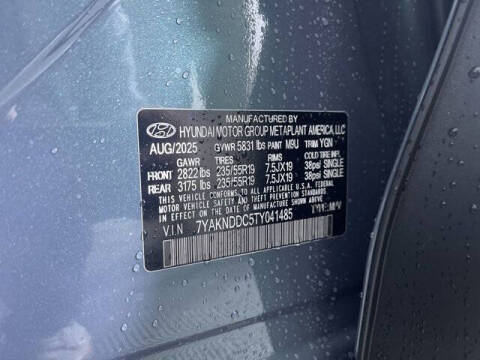 MANUFACTURED BY
HYUNDAI MOTOR GROUP METAPLANT AMERICA, LLC
AUG/2025 GVWR 5831 lbs PAINT M9U TRIM YGN
GAWR TIRES RIMS COLD TIRE INF.
FRONT 2822 lbs 235/55R19 7.5JX19 38psi SINGLE
REAR 3175 lbs 235/55R19 7.5JX19 38psi SINGLE
THIS VEHICLE CONFORMS TO ALL APPLICABLE U.S.A. FEDERAL
MOTOR VEHICLE SAFETY AND THEFT PREVENTION STANDARDS
IN EFFECT ON THE DATE OF MANUFACTURE SHOWN ABOVE.
V.I.N 7YAKNDDC5TY041485 TYPE:MPV